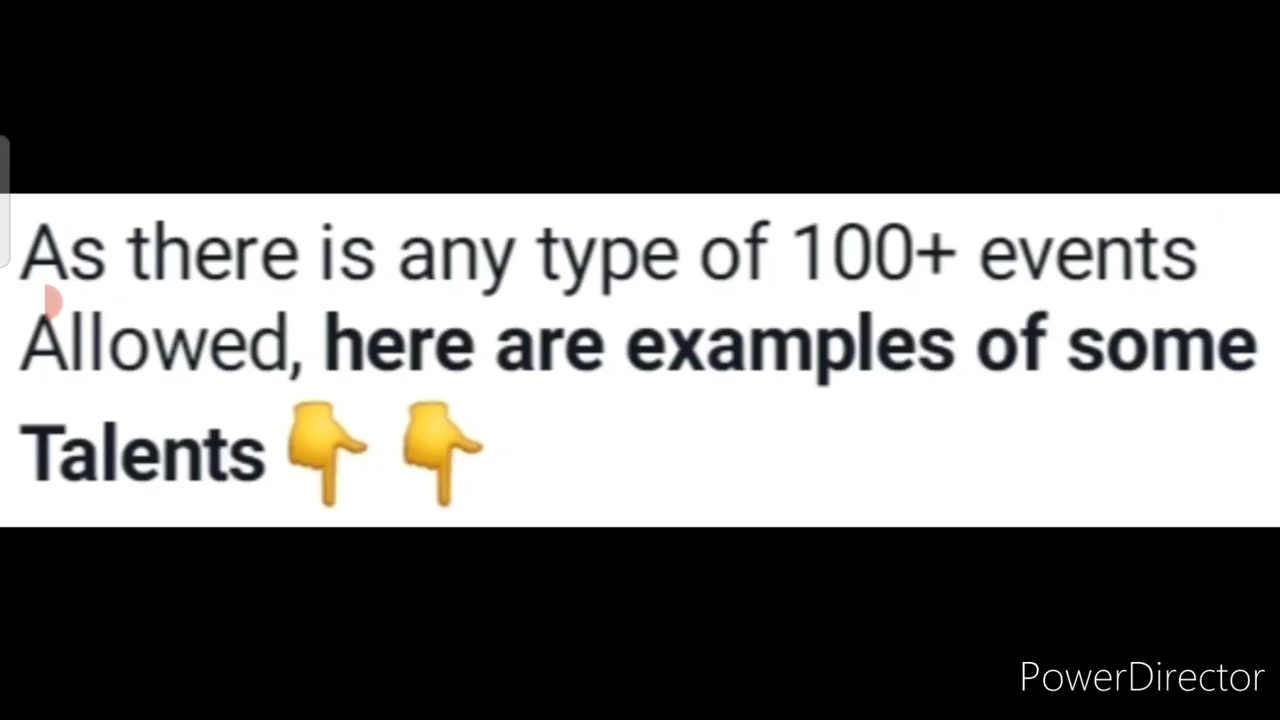 As there is any type of 100+ events
Allowed, here are examples of some
Talents 👇 👇
PowerDirector